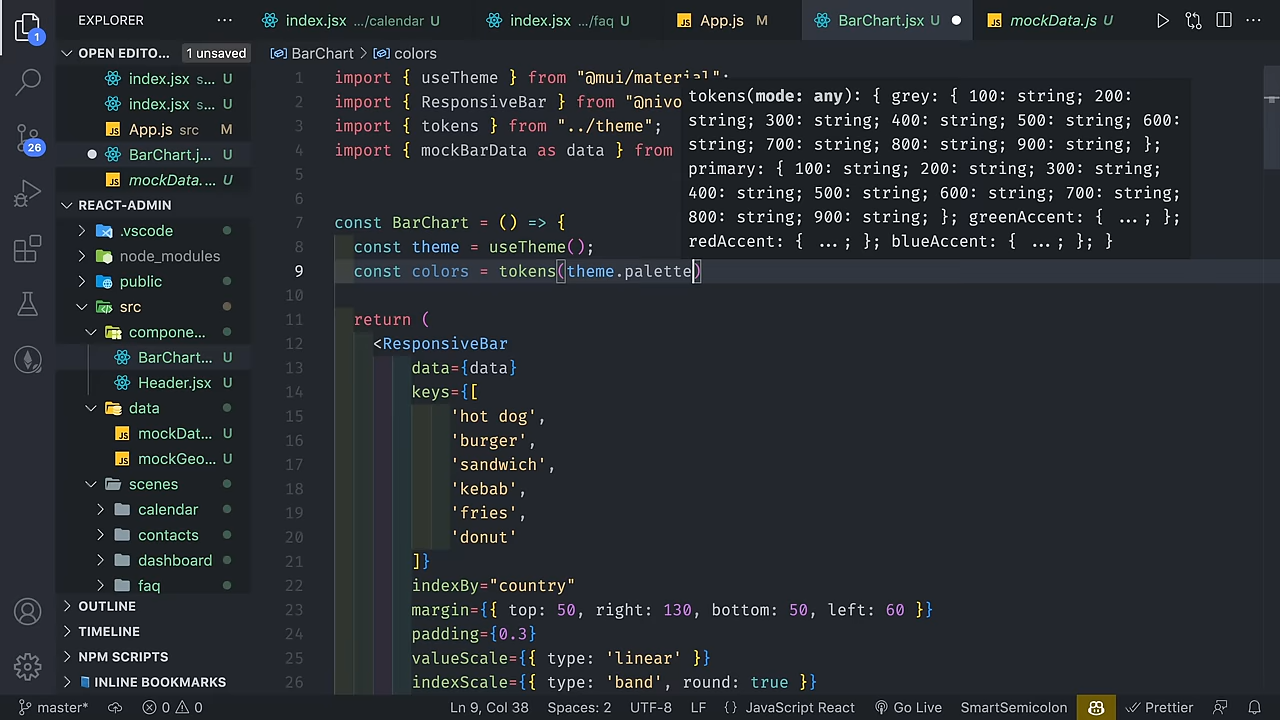 EXPLORER
index.jsx .../calendar U
index.jsx .../faq U
JS App.js M
BarChart.jsx U
JS mockData.js U
1
OPEN EDITO... 1 unsaved
BarChart > colors
index.jsx s... U
index.jsx s... U
JS App.js src M
BarChart.j... U
JS mockData.... U
26
REACT-ADMIN
.vscode
node_modules
public
src
compone...
BarChart... U
Header.jsx U
data
JS mockDat... U
JS mockGeo... U
scenes
calendar
contacts
dashboard
faq
OUTLINE
TIMELINE
NPM SCRIPTS
INLINE BOOKMARKS
1 import { useTheme } from "@mui/material";
2 import { ResponsiveBar } from "@nivo
3 import { tokens } from "../theme";
4 import { mockBarData as data } from
5
6
7 const BarChart = () => {
8 const theme = useTheme();
9 const colors = tokens(theme.palette)
10
11 return (
12 <ResponsiveBar
13 data={data}
14 keys={[
15 'hot dog',
16 'burger',
17 'sandwich',
18 'kebab',
19 'fries',
20 'donut'
21 ]}
22 indexBy="country"
23 margin={{ top: 50, right: 130, bottom: 50, left: 60 }}
24 padding={0.3}
25 valueScale={{ type: 'linear' }}
26 indexScale={{ type: 'band', round: true }}
tokens(mode: any): { grey: { 100: string; 200:
string; 300: string; 400: string; 500: string; 600:
string; 700: string; 800: string; 900: string; };
primary: { 100: string; 200: string; 300: string;
400: string; 500: string; 600: string; 700: string;
800: string; 900: string; }; greenAccent: { ...; };
redAccent: { ...; }; blueAccent: { ...; }; }
master* 0 0 Ln 9, Col 38 Spaces: 2 UTF-8 LF {} JavaScript React Go Live SmartSemicolon Prettier